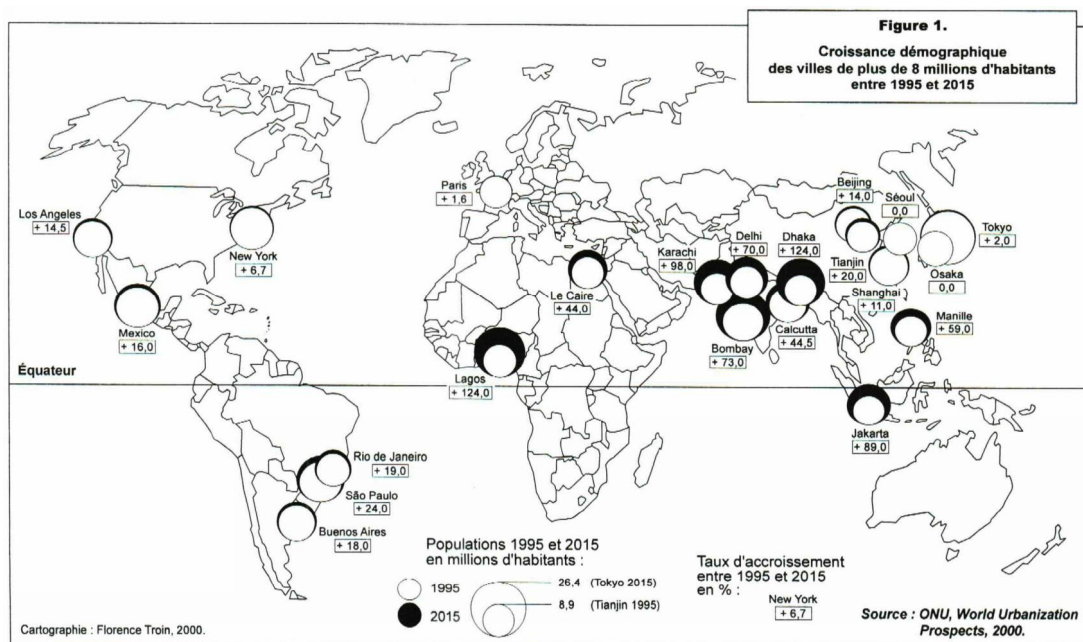 Figure 1.
Croissance démographique
des villes de plus de 8 millions d'habitants
entre 1995 et 2015
Los Angeles
+ 14,5
New York
+ 6,7
Mexico
+ 16,0
Équateur
Rio de Janeiro
+ 19,0
São Paulo
+ 24,0
Buenos Aires
+ 18,0
Paris
+ 1,6
Le Caire
+ 44,0
Lagos
+ 124,0
Karachi
+ 98,0
Delhi
+ 70,0
Dhaka
+ 124,0
Bombay
+ 73,0
Calcutta
+ 44,5
Beijing
+ 14,0
Séoul
0,0
Tokyo
+ 2,0
Tianjin
+ 20,0
Osaka
0,0
Shanghai
+ 11,0
Manille
+ 59,0
Jakarta
+ 89,0
Populations 1995 et 2015
en millions d'habitants :
1995
2015
26,4 (Tokyo 2015)
8,9 (Tianjin 1995)
Taux d'accroissement
entre 1995 et 2015
en % :
New York
+ 6,7
Cartographie : Florence Troin, 2000.
Source : ONU, World Urbanization
Prospects, 2000.